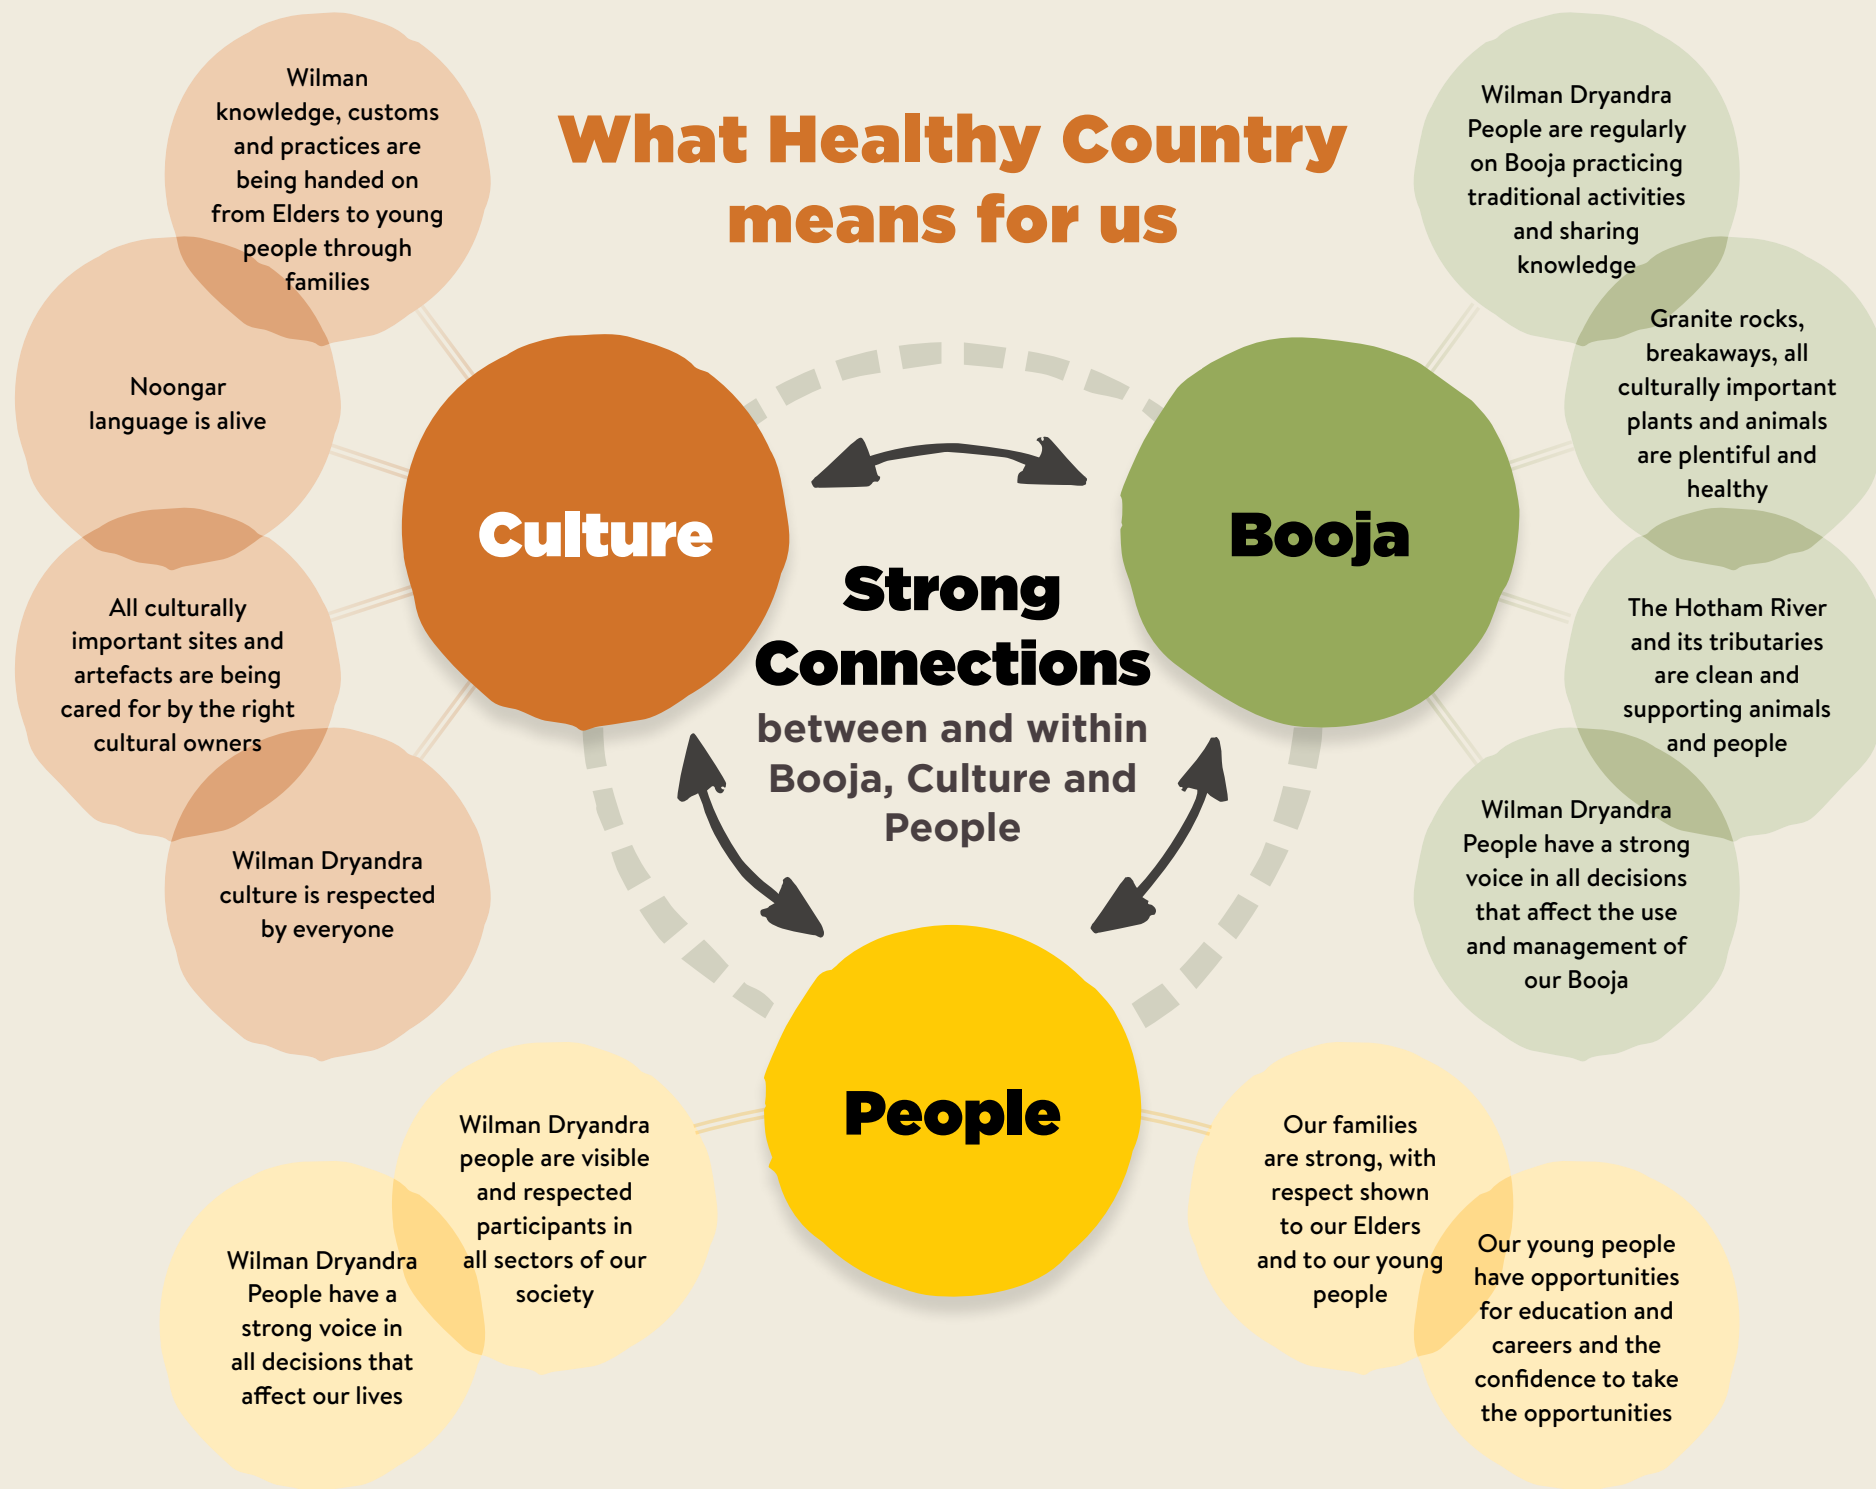 What Healthy Country
means for us
Wilman
knowledge, customs
and practices are
being handed on
from Elders to young
people through
families
Noongar
language is alive
All culturally
important sites and
artefacts are being
cared for by the right
cultural owners
Wilman Dryandra
culture is respected
by everyone
Culture
Strong
Connections
between and within
Booja, Culture and
People
Booja
Wilman Dryandra
People are regularly
on Booja practicing
traditional activities
and sharing
knowledge
Granite rocks,
breakaways, all
culturally important
plants and animals
are plentiful and
healthy
The Hotham River
and its tributaries
are clean and
supporting animals
and people
Wilman Dryandra
People have a strong
voice in all decisions
that affect the use
and management of
our Booja
People
Wilman Dryandra
people are visible
and respected
participants in
all sectors of our
society
Wilman Dryandra
People have a
strong voice in
all decisions that
affect our lives
Our families
are strong, with
respect shown
to our Elders
and to our young
people
Our young people
have opportunities
for education and
careers and the
confidence to take
the opportunities